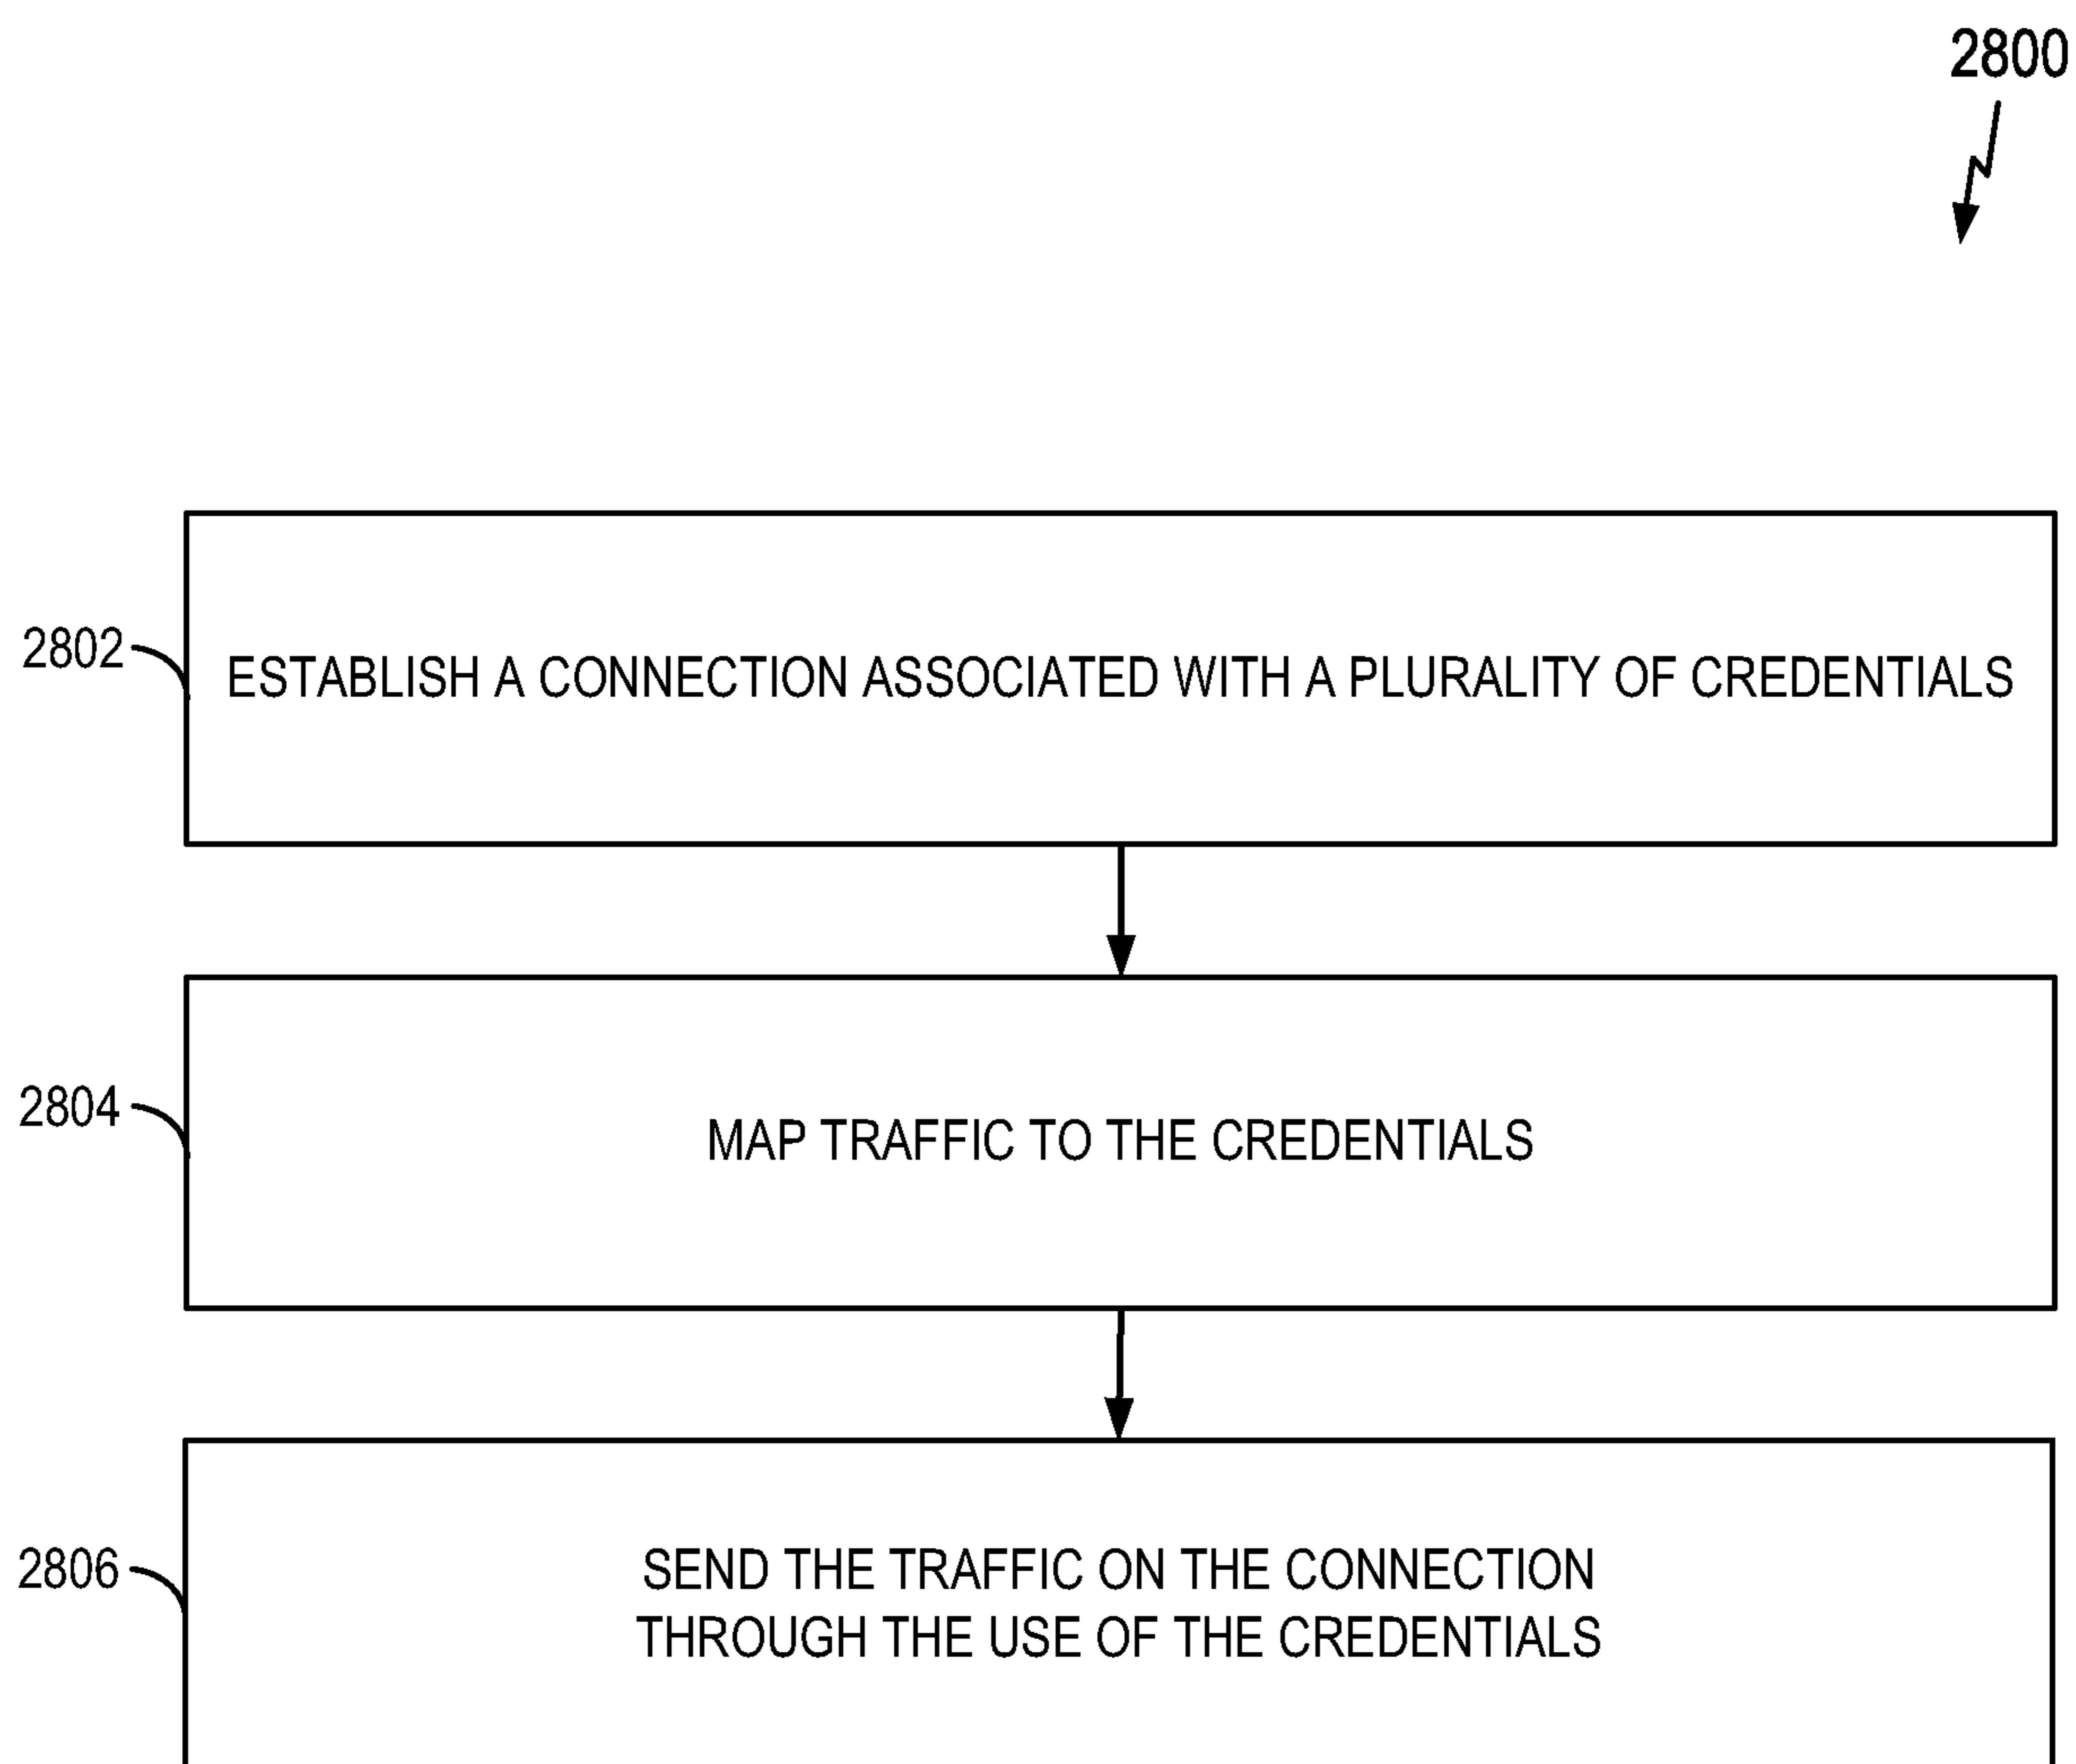 2800
2802
ESTABLISH A CONNECTION ASSOCIATED WITH A PLURALITY OF CREDENTIALS
2804
MAP TRAFFIC TO THE CREDENTIALS
2806
SEND THE TRAFFIC ON THE CONNECTION
THROUGH THE USE OF THE CREDENTIALS